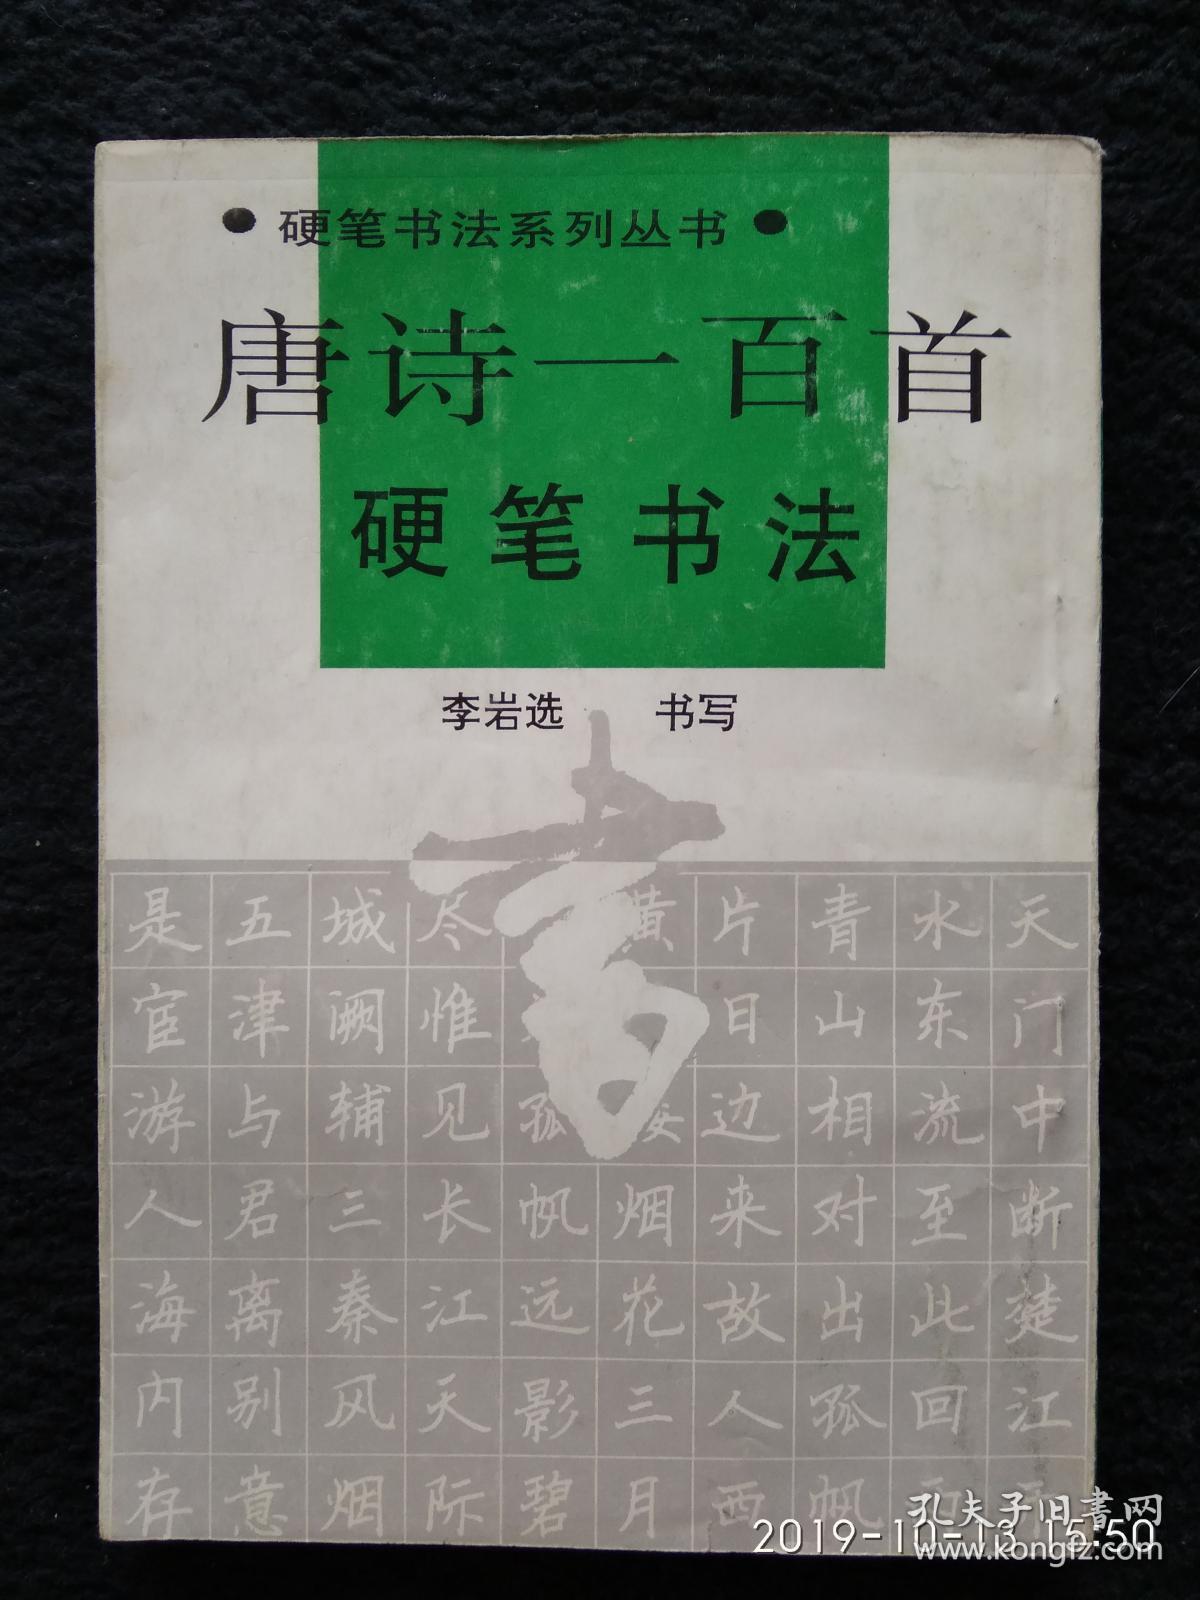 ● 硬笔书法系列丛书 ●
唐诗一百首
硬笔书法
李岩选 书写
書
天门中断楚江
水东流至此回
青山相对出孤帆
片日边来故人西
黄烟花三月
孤帆远影碧
尽惟见长江天际
城阙辅三秦风烟
五津与君离别意
是宦游人海内存
孔夫子旧書网
2019-10-13 15:50
www.kongfz.com